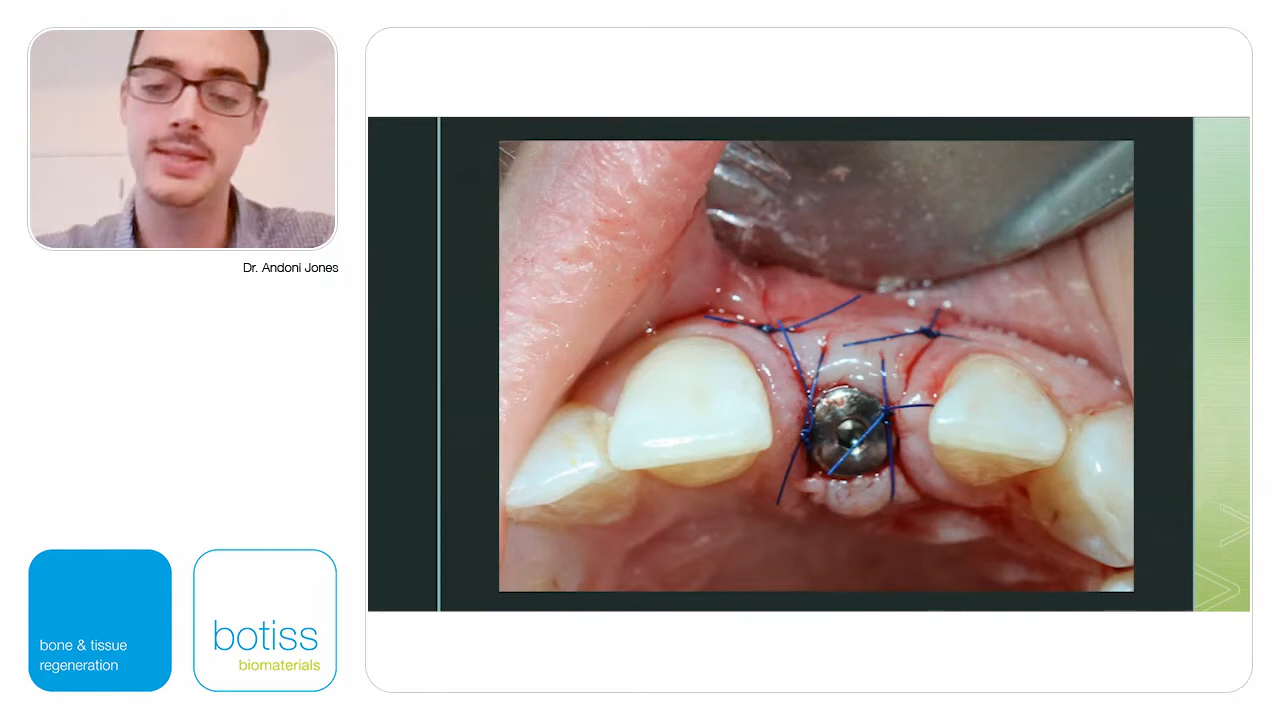 Dr. Andoni Jones
bone & tissue
regeneration
botiss
biomaterials